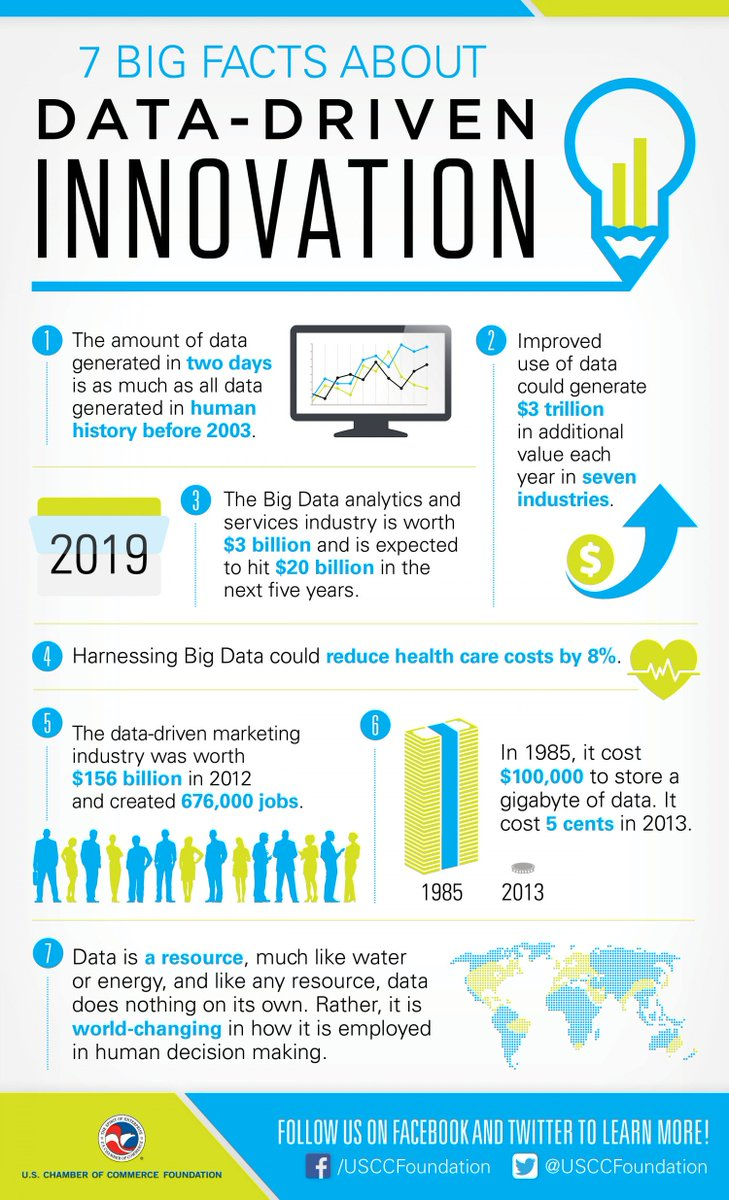 7 BIG FACTS ABOUT
DATA-DRIVEN
INNOVATION
1
The amount of data
generated in two days
is as much as all data
generated in human
history before 2003.
2
Improved
use of data
could generate
$3 trillion
in additional
value each
year in seven
industries.
$
2019
3
The Big Data analytics and
services industry is worth
$3 billion and is expected
to hit $20 billion in the
next five years.
4
Harnessing Big Data could reduce health care costs by 8%.
5
The data-driven marketing
industry was worth
$156 billion in 2012
and created 676,000 jobs.
6
In 1985, it cost
$100,000 to store a
gigabyte of data. It
cost 5 cents in 2013.
1985
2013
7
Data is a resource, much like water
or energy, and like any resource, data
does nothing on its own. Rather, it is
world-changing in how it is employed
in human decision making.
U.S. CHAMBER OF COMMERCE FOUNDATION
FOLLOW US ON FACEBOOK AND TWITTER TO LEARN MORE!
/USCCFoundation
@USCCFoundation